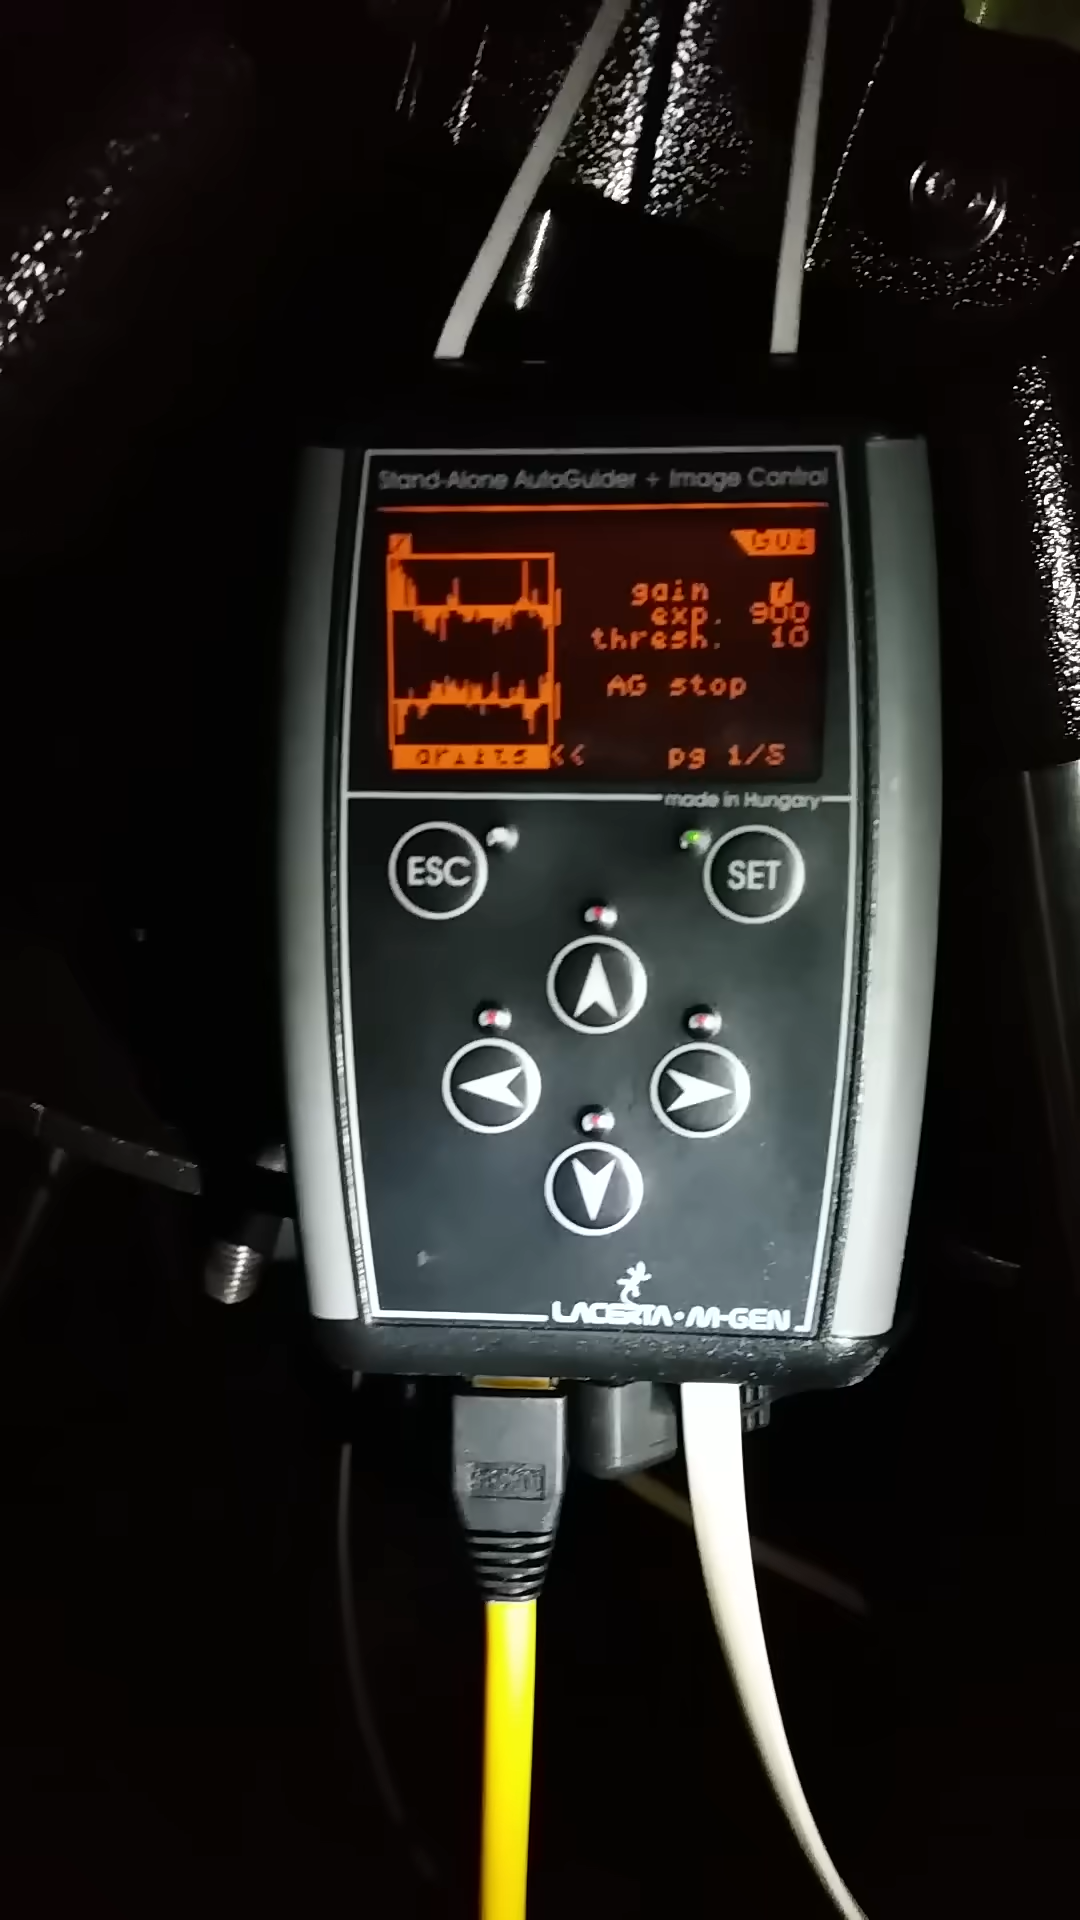 Stand-Alone AutoGuider + Image Control
gain
exp. 900
thresh. 10
AG stop
<< pg 1/5
made in Hungary
ESC
SET
LACERTA·M-GEN